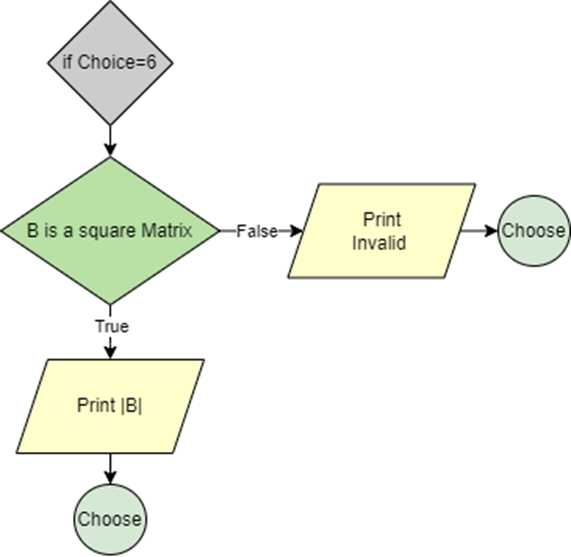 if Choice=6
B is a square Matrix
False
Print
Invalid
Choose
True
Print |B|
Choose